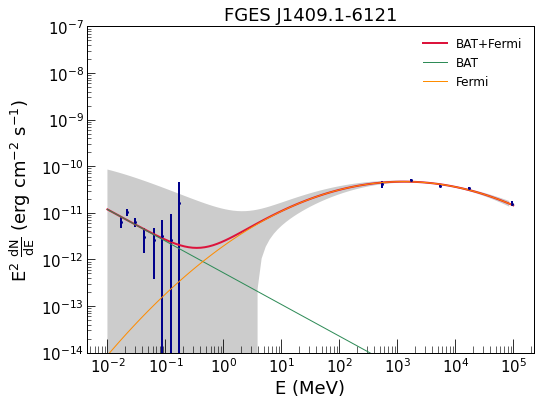 FGES J1409.1-6121
BAT+Fermi
BAT
Fermi
10⁻⁷
10⁻⁸
10⁻⁹
10⁻¹⁰
10⁻¹¹
10⁻¹²
10⁻¹³
10⁻¹⁴
E² dN/dE (erg cm⁻² s⁻¹)
10⁻² 10⁻¹ 10⁰ 10¹ 10² 10³ 10⁴ 10⁵
E (MeV)